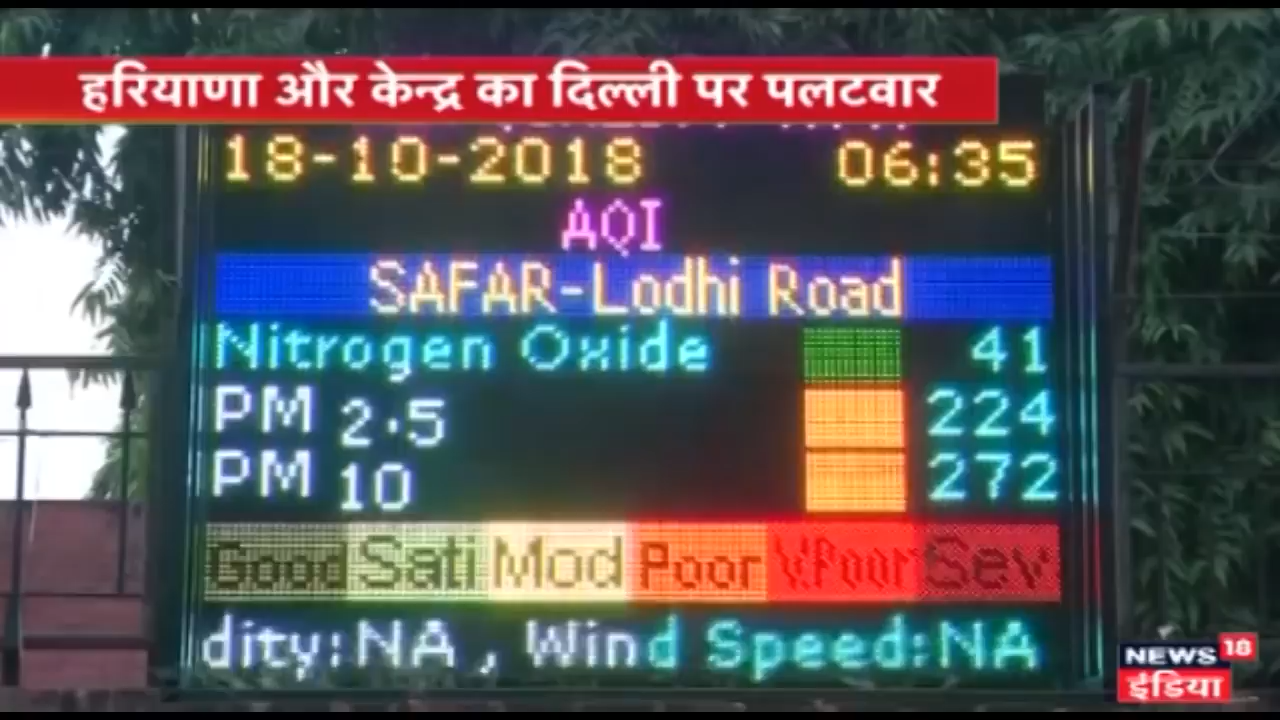 हरियाणा और केन्द्र का दिल्ली पर पलटवार
18-10-2018 06:35
AQI
SAFAR-Lodhi Road
Nitrogen Oxide 41
PM 2.5 224
PM 10 272
Good Sati Mod Poor V.Poor Sev
dity:NA , Wind Speed:NA
NEWS 18
इंडिया